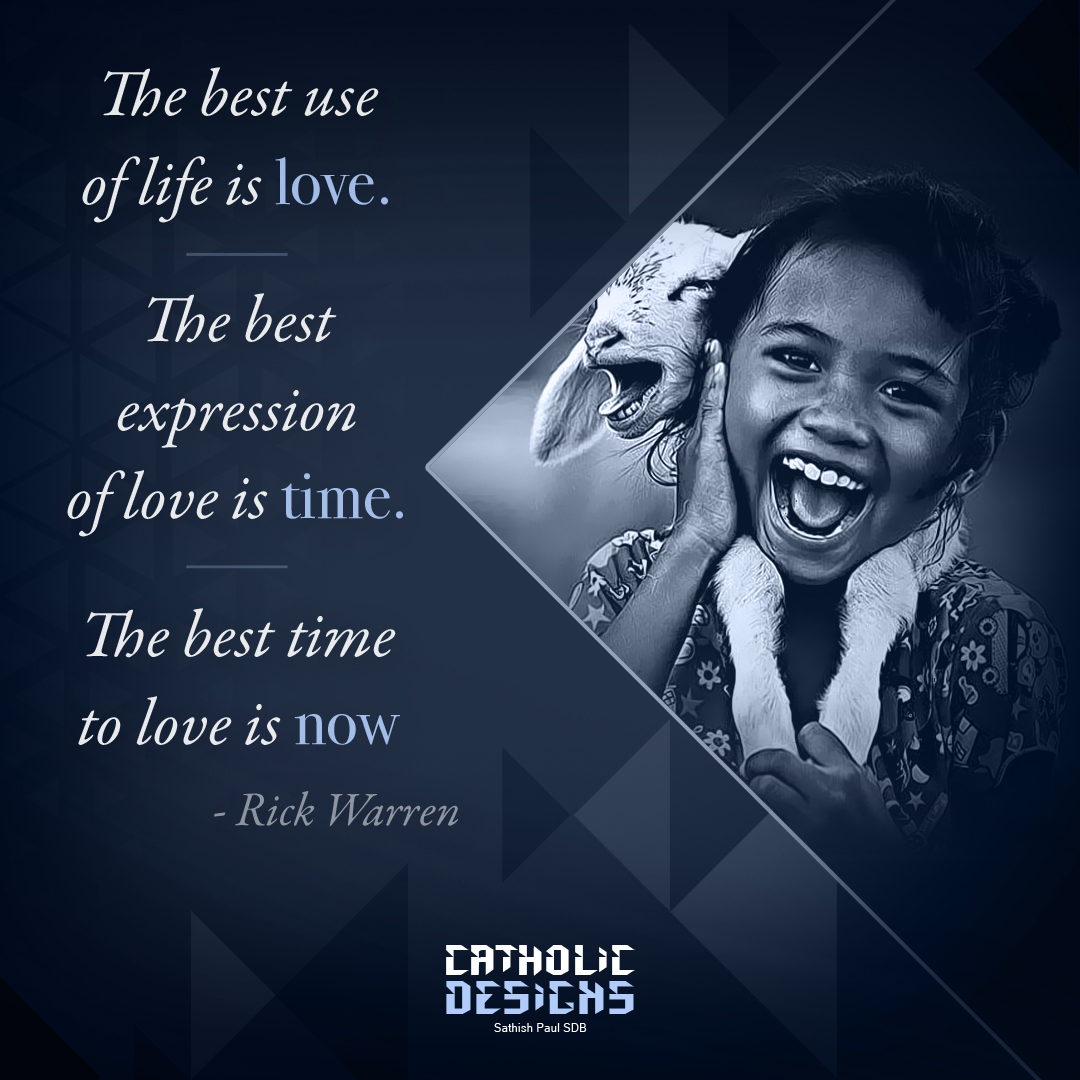 The best use
of life is love.
The best
expression
of love is time.
The best time
to love is now
- Rick Warren
CATHOLIC
DESIGNS
Sathish Paul SDB